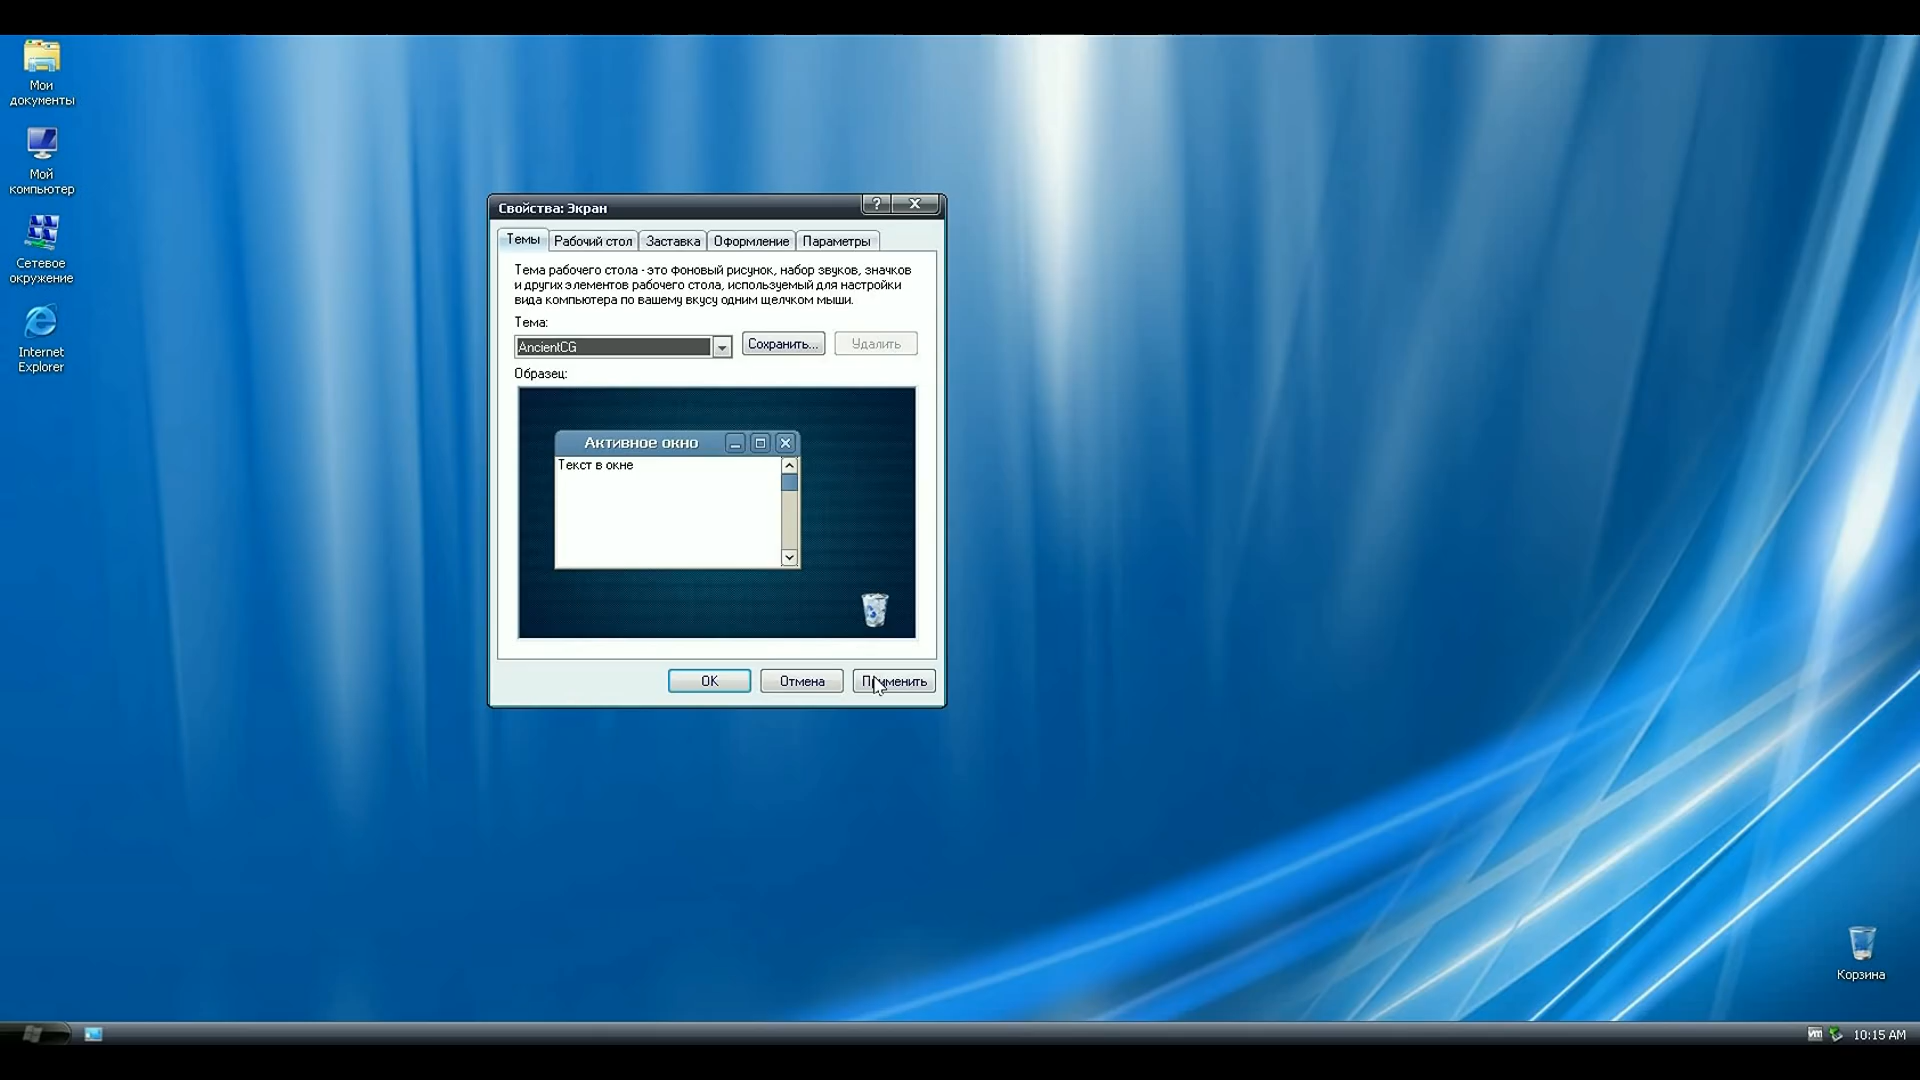 Мои
документы
Мой
компьютер
Сетевое
окружение
Internet
Explorer
Свойства: Экран
?
Темы Рабочий стол Заставка Оформление Параметры
Тема рабочего стола - это фоновый рисунок, набор звуков, значков
и других элементов рабочего стола, используемый для настройки
вида компьютера по вашему вкусу одним щелчком мыши.
Тема:
AncientCG Сохранить... Удалить
Образец:
Активное окно
Текст в окне
OK Отмена Применить
Корзина
vm 10:15 AM